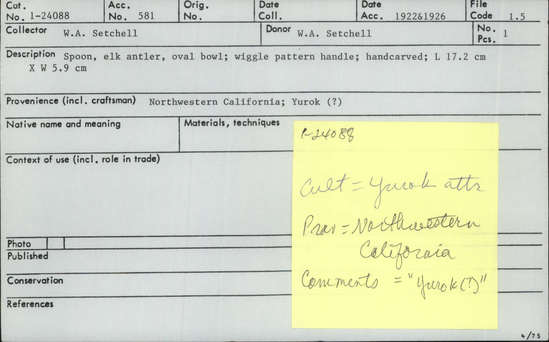 Cat.
No. 1-24088
Acc.
No. 581
Orig.
No.
Date
Coll.
Date
Acc. 1922&1926
File
Code 1.5
Collector W.A. Setchell
Donor W.A. Setchell
No.
Pcs. 1
Description Spoon, elk antler, oval bowl; wiggle pattern handle; handcarved; L 17.2 cm
X W 5.9 cm
Provenience (incl. craftsman) Northwestern California; Yurok (?)
Native name and meaning
Materials, techniques
Context of use (incl. role in trade)
Photo
Published
Conservation
References
24088
Cult = Yurok attr
Prov = Northwestern
California
Comments = "Yurok(?)"
4/75